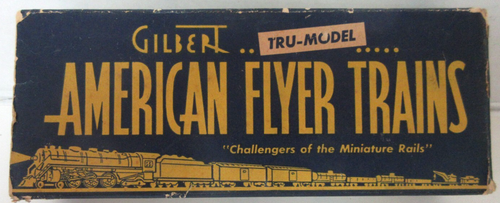 GILBERT .. TRU-MODEL .....
AMERICAN FLYER TRAINS
"Challengers of the Miniature Rails"